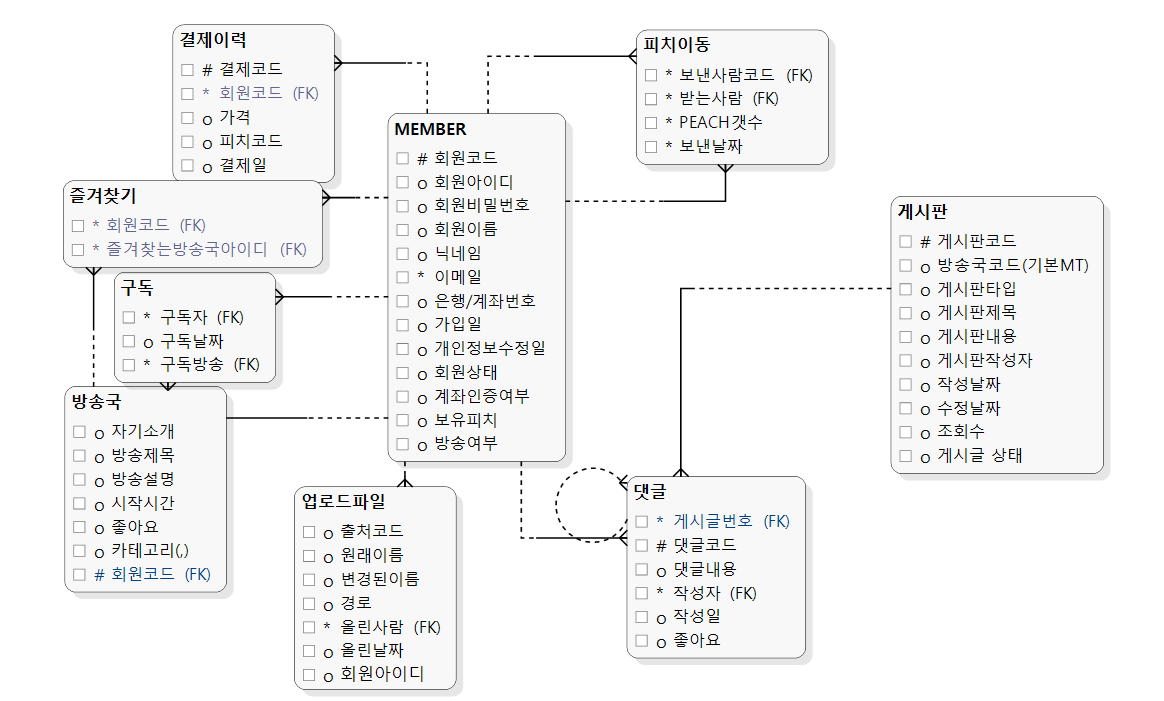 결제이력
# 결제코드
* 회원코드 (FK)
o 가격
o 피치코드
o 결제일
피치이동
* 보낸사람코드 (FK)
* 받는사람 (FK)
* PEACH갯수
* 보낸날짜
MEMBER
# 회원코드
o 회원아이디
o 회원비밀번호
o 회원이름
o 닉네임
* 이메일
o 은행/계좌번호
o 가입일
o 개인정보수정일
o 회원상태
o 계좌인증여부
o 보유피치
o 방송여부
즐겨찾기
* 회원코드 (FK)
* 즐겨찾는방송국아이디 (FK)
게시판
# 게시판코드
o 방송국코드(기본MT)
o 게시판타입
o 게시판제목
o 게시판내용
o 게시판작성자
o 작성날짜
o 수정날짜
o 조회수
o 게시글 상태
구독
* 구독자 (FK)
o 구독날짜
* 구독방송 (FK)
방송국
o 자기소개
o 방송제목
o 방송설명
o 시작시간
o 좋아요
o 카테고리(,)
# 회원코드 (FK)
업로드파일
o 출처코드
o 원래이름
o 변경된이름
o 경로
* 올린사람 (FK)
o 올린날짜
o 회원아이디
댓글
* 게시글번호 (FK)
# 댓글코드
o 댓글내용
* 작성자 (FK)
o 작성일
o 좋아요